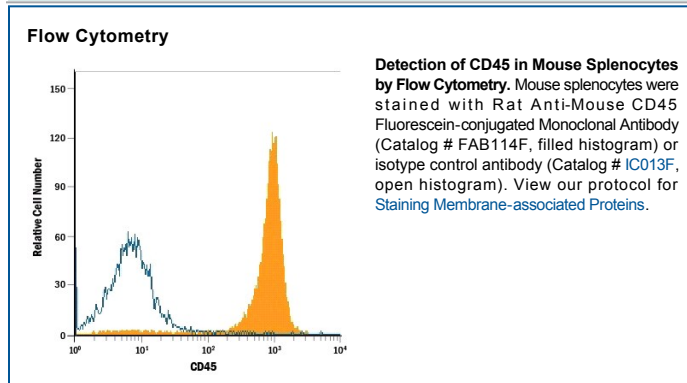 Flow Cytometry
Detection of CD45 in Mouse Splenocytes
by Flow Cytometry. Mouse splenocytes were
stained with Rat Anti-Mouse CD45
Fluorescein-conjugated Monoclonal Antibody
(Catalog # FAB114F, filled histogram) or
isotype control antibody (Catalog # IC013F,
open histogram). View our protocol for
Staining Membrane-associated Proteins.
Relative Cell Number
150
120
90
60
30
0
10⁰ 10¹ 10² 10³ 10⁴
CD45